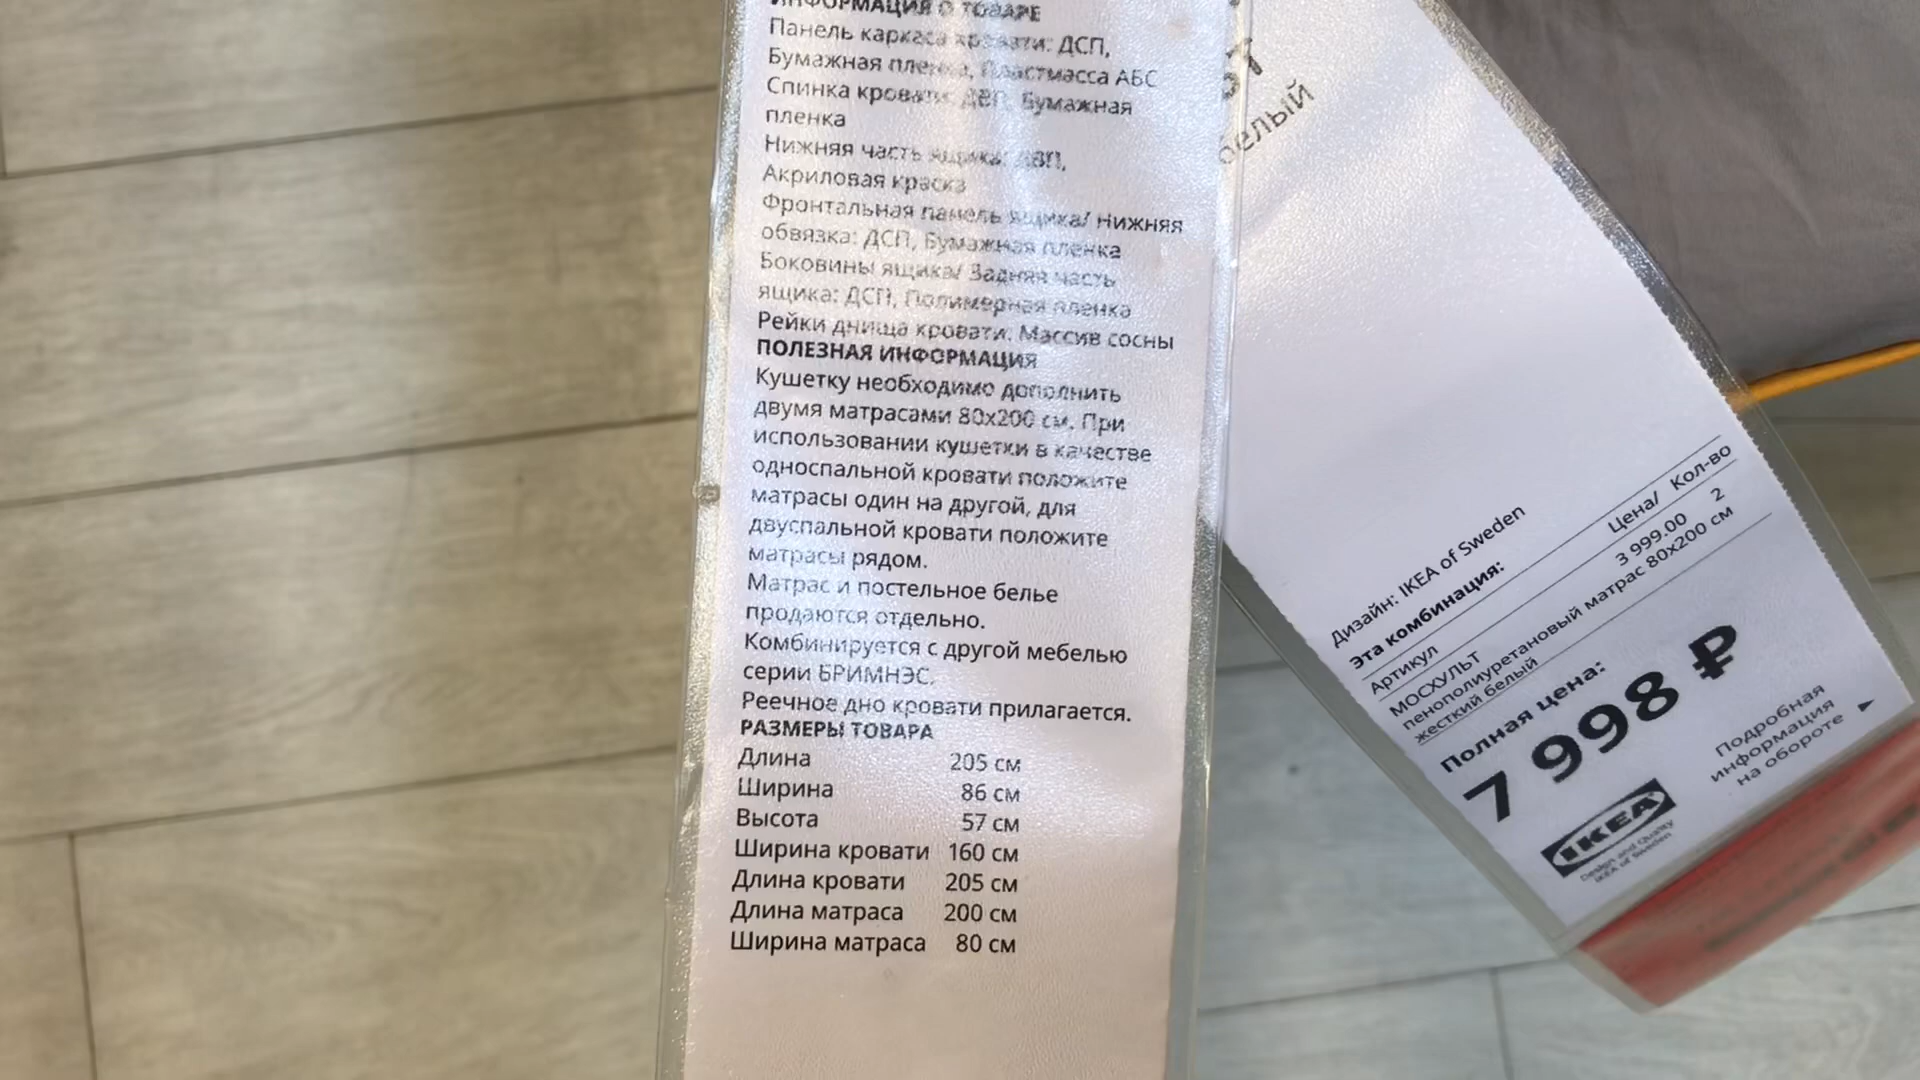 ИНФОРМАЦИЯ О ТОВАРЕ
Панель каркаса кровати: ДСП,
Бумажная пленка, Пластмасса АБС
Спинка кровати: ДВП, Бумажная
пленка
Нижняя часть ящика: ДВП,
Акриловая краска
Фронтальная панель ящика/ Нижняя
обвязка: ДСП, Бумажная пленка
Боковины ящика/ Задняя часть
ящика: ДСП, Полимерная пленка
Рейки днища кровати: Массив сосны
ПОЛЕЗНАЯ ИНФОРМАЦИЯ
Кушетку необходимо дополнить
двумя матрасами 80х200 см. При
использовании кушетки в качестве
односпальной кровати положите
матрасы один на другой, для
двуспальной кровати положите
матрасы рядом.
Матрас и постельное белье
продаются отдельно.
Комбинируется с другой мебелью
серии БРИМНЭС.
Реечное дно кровати прилагается.
РАЗМЕРЫ ТОВАРА
Длина 205 см
Ширина 86 см
Высота 57 см
Ширина кровати 160 см
Длина кровати 205 см
Длина матраса 200 см
Ширина матраса 80 см
белый
Дизайн: IKEA of Sweden
Эта комбинация:
Артикул Цена/ Кол-во
МОСХУЛЬТ 3 999.00 2
пенополиуретановый матрас 80х200 см
жесткий белый
Полная цена:
7 998 ₽
Подробная
информация
на обороте
IKEA
Design and Quality
IKEA of Sweden